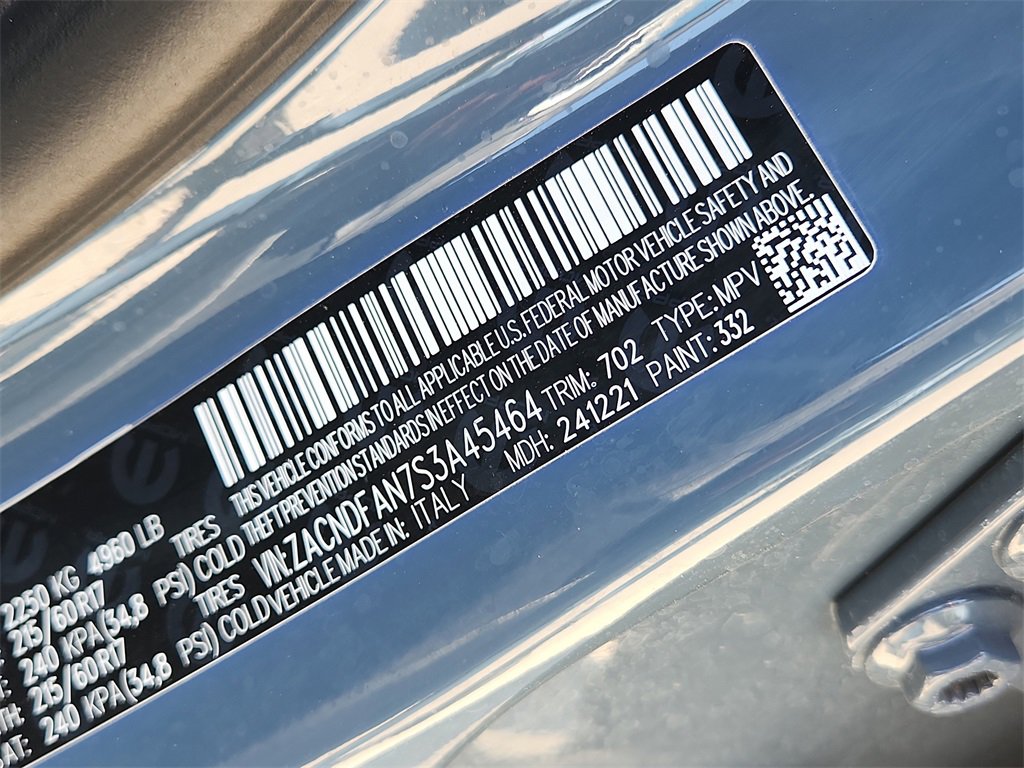 2250 KG 4960 LB
215/60R17 TIRES
240 KPA(34,8 PSI) COLD
215/60R17 TIRES
240 KPA(34,8 PSI) COLD
THIS VEHICLE CONFORMS TO ALL APPLICABLE U.S. FEDERAL MOTOR VEHICLE SAFETY AND
THEFT PREVENTION STANDARDS IN EFFECT ON THE DATE OF MANUFACTURE SHOWN ABOVE.
VIN: ZACNDFAN7S3A45464 TRIM: 702 TYPE: MPV
VEHICLE MADE IN: ITALY MDH: 241221 PAINT: 332